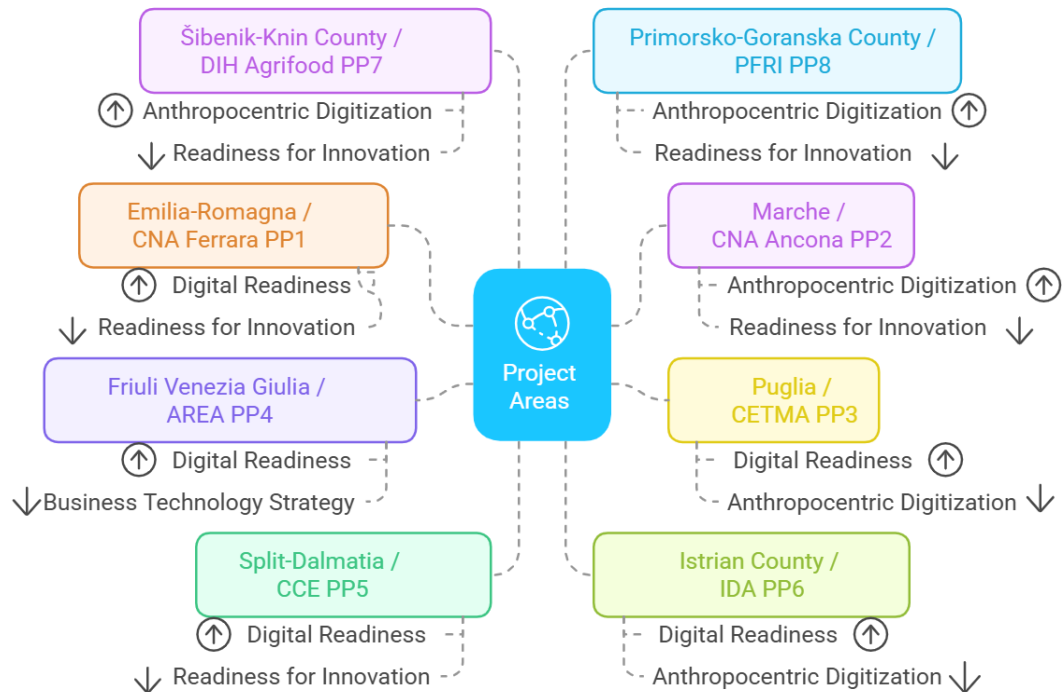 Šibenik-Knin County /
DIH Agrifood PP7
Anthropocentric Digitization
Readiness for Innovation
Primorsko-Goranska County /
PFRI PP8
Anthropocentric Digitization
Readiness for Innovation
Emilia-Romagna /
CNA Ferrara PP1
Digital Readiness
Readiness for Innovation
Marche /
CNA Ancona PP2
Anthropocentric Digitization
Readiness for Innovation
Project
Areas
Friuli Venezia Giulia /
AREA PP4
Digital Readiness
Business Technology Strategy
Puglia /
CETMA PP3
Digital Readiness
Anthropocentric Digitization
Split-Dalmatia /
CCE PP5
Digital Readiness
Readiness for Innovation
Istrian County /
IDA PP6
Digital Readiness
Anthropocentric Digitization